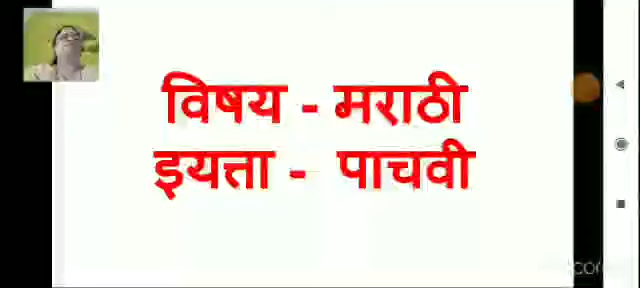 विषय - मराठी
इयत्ता - पाचवी